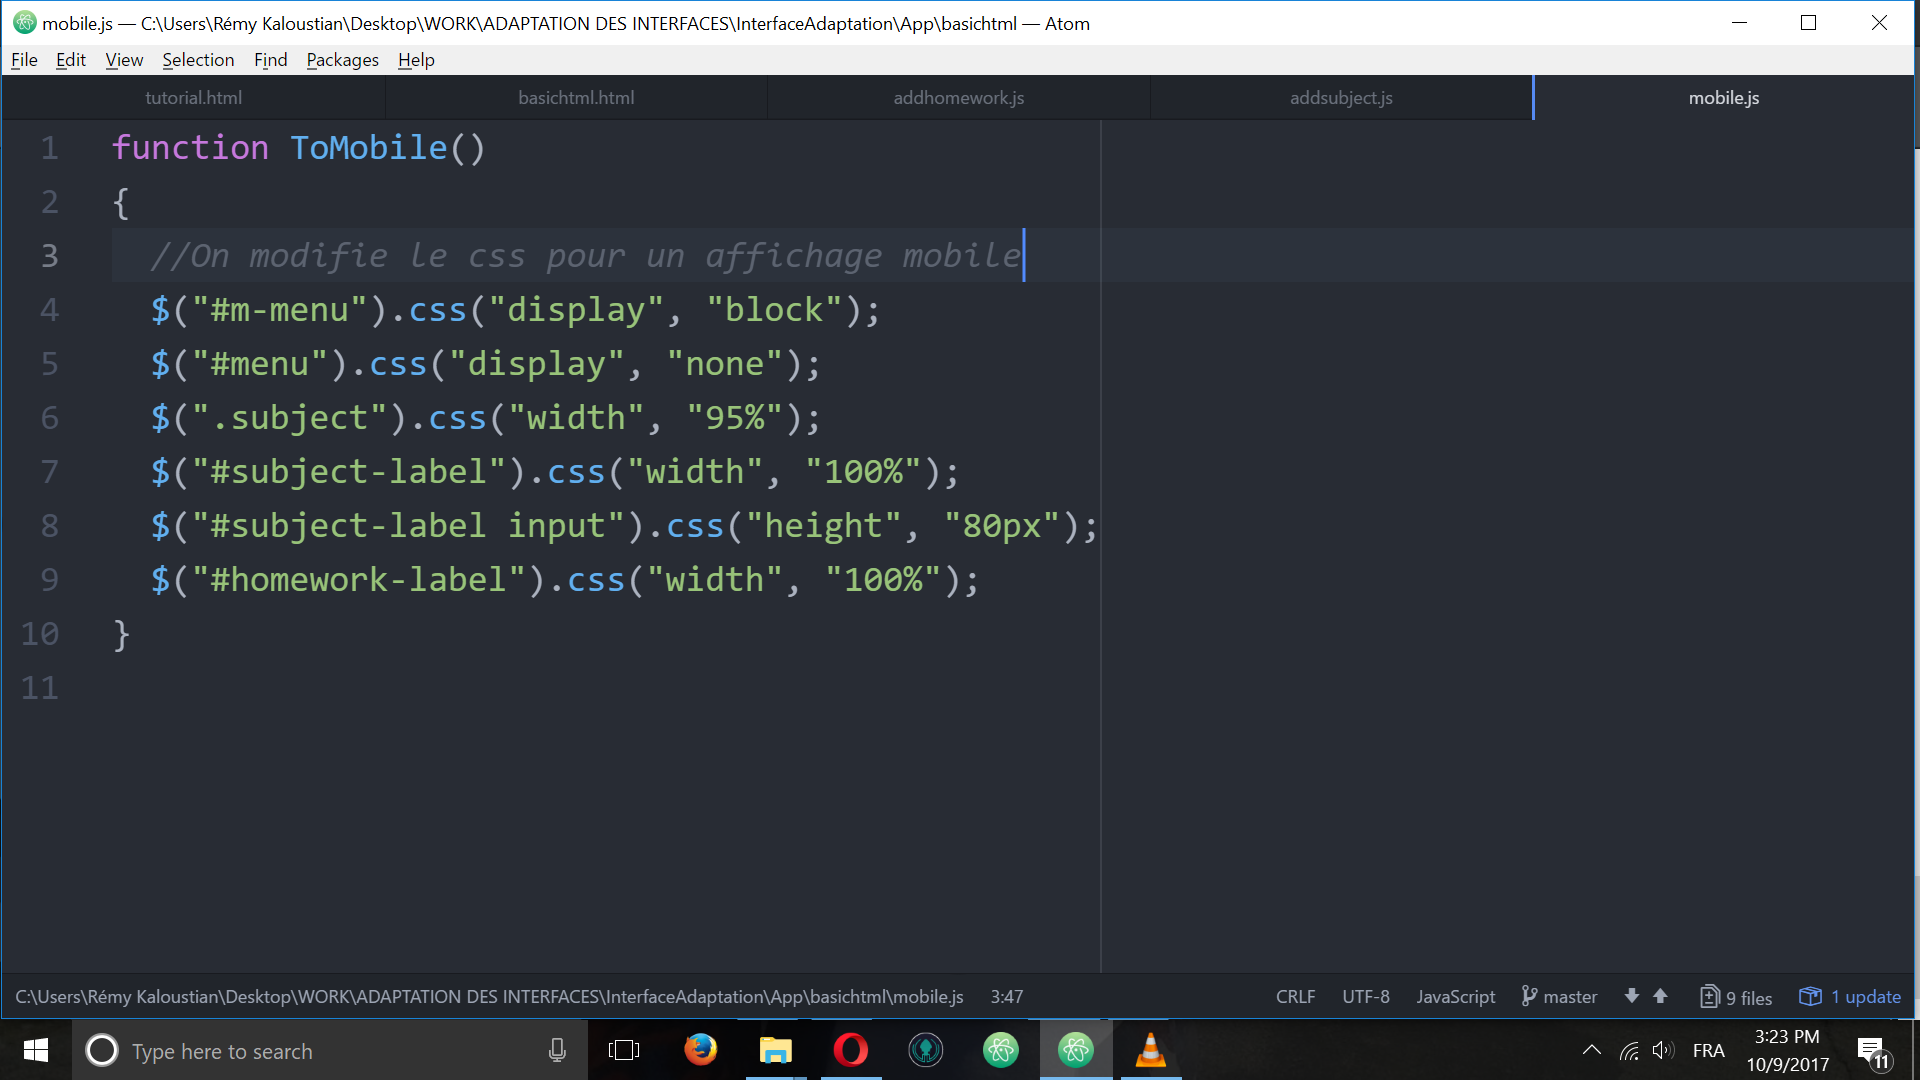 mobile.js — C:\Users\Rémy Kaloustian\Desktop\WORK\ADAPTATION DES INTERFACES\InterfaceAdaptation\App\basichtml — Atom
File Edit View Selection Find Packages Help
tutorial.html basichtml.html addhomework.js addsubject.js mobile.js
1 function ToMobile()
2 {
3 //On modifie le css pour un affichage mobile
4 $("#m-menu").css("display", "block");
5 $("#menu").css("display", "none");
6 $(".subject").css("width", "95%");
7 $("#subject-label").css("width", "100%");
8 $("#subject-label input").css("height", "80px");
9 $("#homework-label").css("width", "100%");
10 }
11
C:\Users\Rémy Kaloustian\Desktop\WORK\ADAPTATION DES INTERFACES\InterfaceAdaptation\App\basichtml\mobile.js 3:47 CRLF UTF-8 JavaScript master 9 files 1 update
Type here to search FRA 3:23 PM
10/9/2017 11